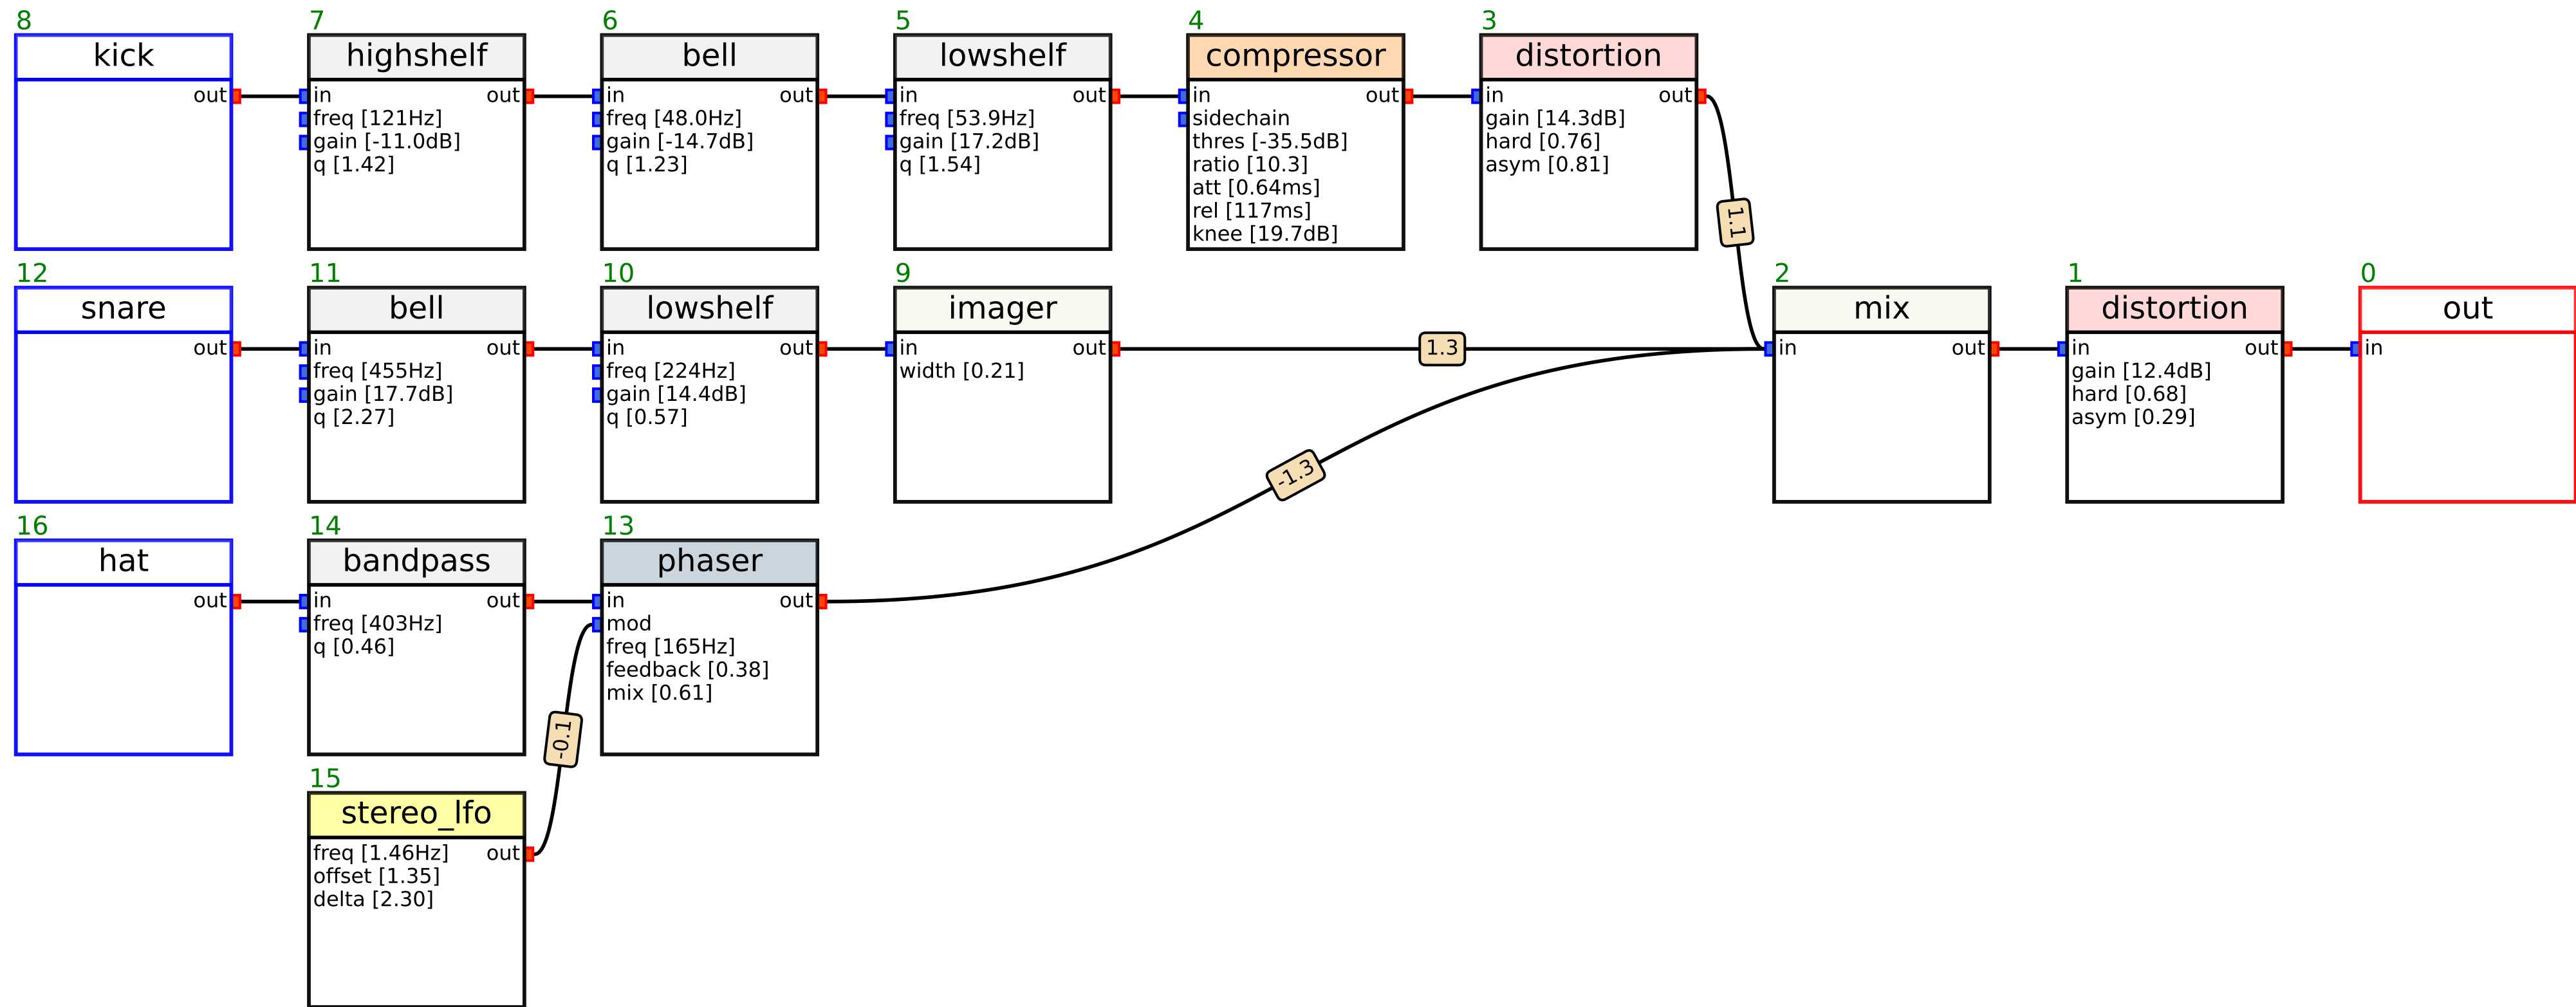 8
kick
out
7
highshelf
in out
freq [121Hz]
gain [-11.0dB]
q [1.42]
6
bell
in out
freq [48.0Hz]
gain [-14.7dB]
q [1.23]
5
lowshelf
in out
freq [53.9Hz]
gain [17.2dB]
q [1.54]
4
compressor
in out
sidechain
thres [-35.5dB]
ratio [10.3]
att [0.64ms]
rel [117ms]
knee [19.7dB]
3
distortion
in out
gain [14.3dB]
hard [0.76]
asym [0.81]
1.1
12
snare
out
11
bell
in out
freq [455Hz]
gain [17.7dB]
q [2.27]
10
lowshelf
in out
freq [224Hz]
gain [14.4dB]
q [0.57]
9
imager
in out
width [0.21]
1.3
2
mix
in out
1
distortion
in out
gain [12.4dB]
hard [0.68]
asym [0.29]
0
out
in
-1.3
16
hat
out
14
bandpass
in out
freq [403Hz]
q [0.46]
13
phaser
in out
mod
freq [165Hz]
feedback [0.38]
mix [0.61]
-0.1
15
stereo_lfo
freq [1.46Hz] out
offset [1.35]
delta [2.30]